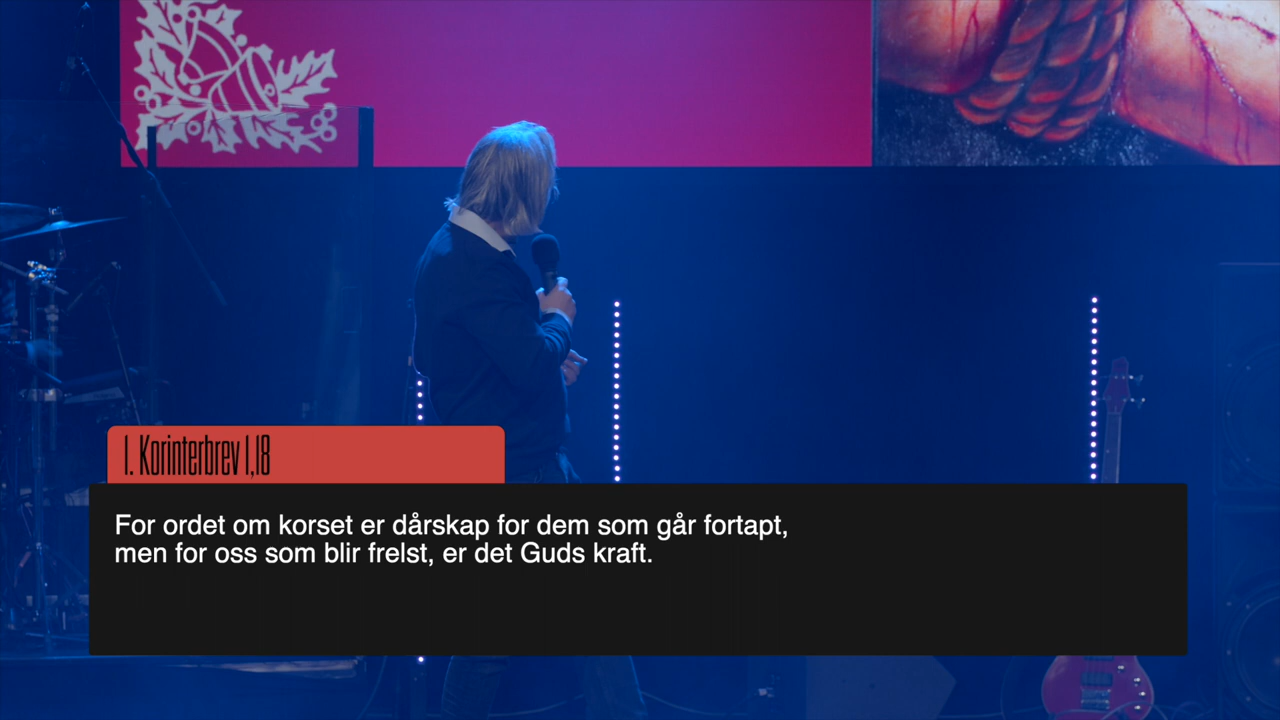 1. Korinterbrev 1,18
For ordet om korset er dårskap for dem som går fortapt,
men for oss som blir frelst, er det Guds kraft.